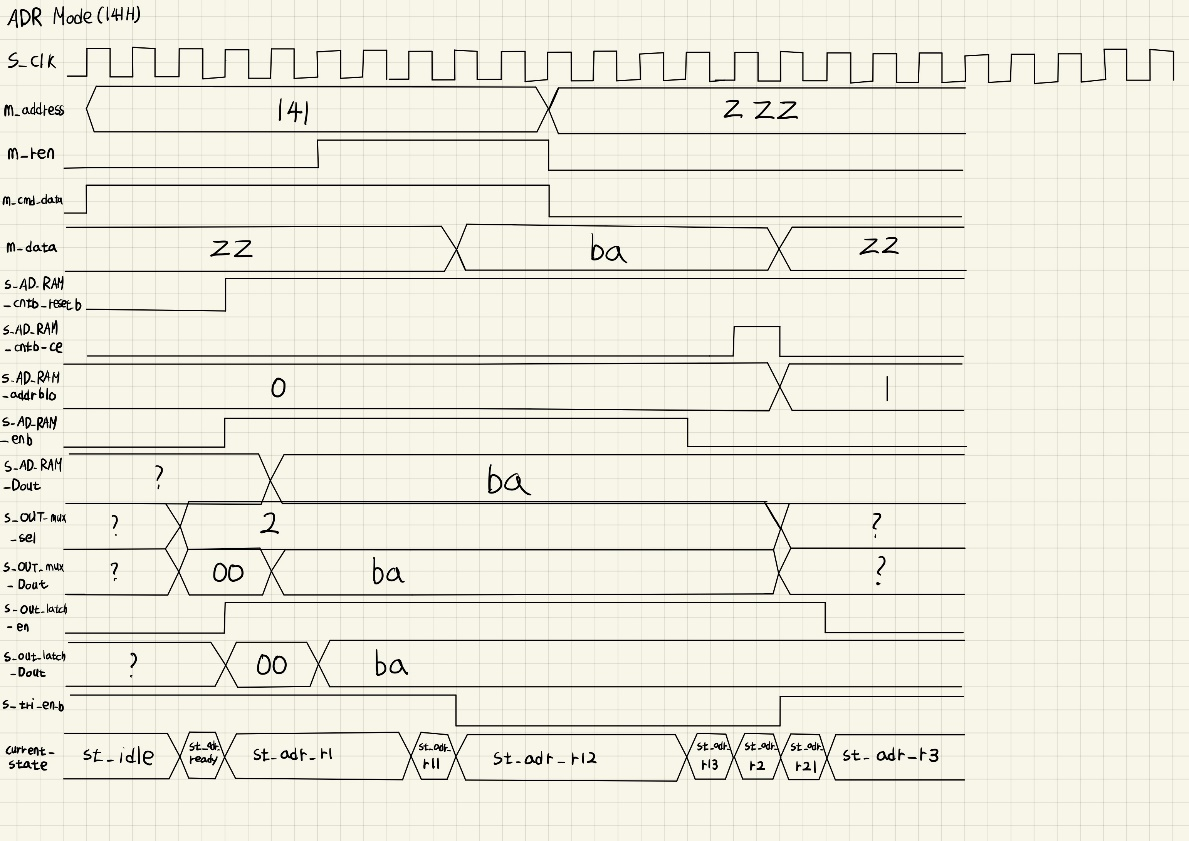 ADR Mode (141H)
s_clk
m_address 141 Z ZZ
m_ren
m_cmd_data
m_data ZZ ba ZZ
s_AD_RAM
_cntb_resetb
s_AD_RAM
_cntb_ce
s_AD_RAM
_addrblo 0 1
s_AD_RAM
_enb
s_AD_RAM
_Dout ? ba
s_OUT_mux
_sel ? 2 ?
s_OUT_mux
_Dout ? 00 ba ?
s_out_latch
_en
s_out_latch
_Dout ? 00 ba
s_tri_en_b
current_
state st_idle st_adr_ready st_adr_r1 st_adr_r11 st_adr_r12 st_adr_r13 st_adr_r2 st_adr_r21 st_adr_r3